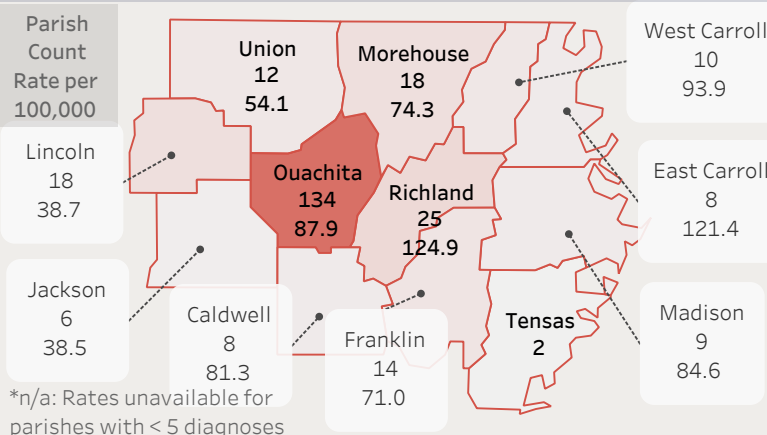 Parish
Count
Rate per
100,000
Union
12
54.1
Morehouse
18
74.3
West Carroll
10
93.9
Lincoln
18
38.7
Ouachita
134
87.9
Richland
25
124.9
East Carroll
8
121.4
Jackson
6
38.5
Caldwell
8
81.3
Franklin
14
71.0
Tensas
2
Madison
9
84.6
*n/a: Rates unavailable for
parishes with < 5 diagnoses